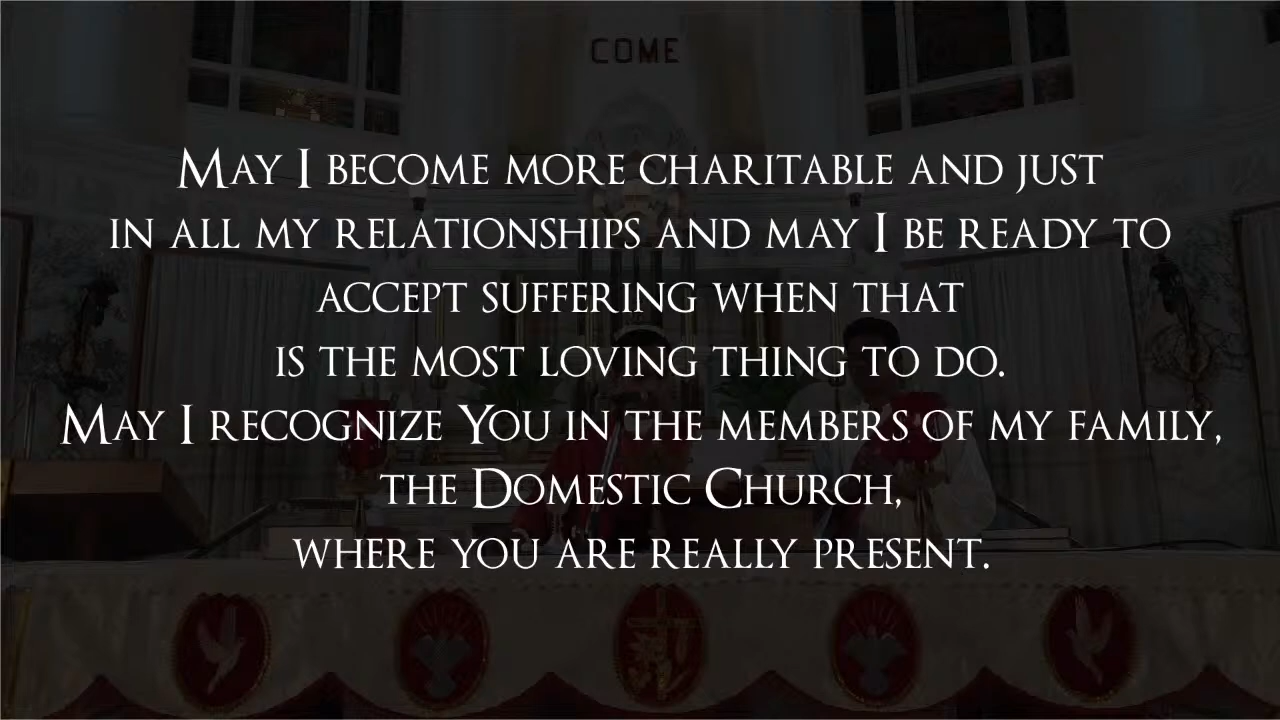 COME
May I become more charitable and just
in all my relationships and may I be ready to
accept suffering when that
is the most loving thing to do.
May I recognize You in the members of my family,
the Domestic Church,
where you are really present.